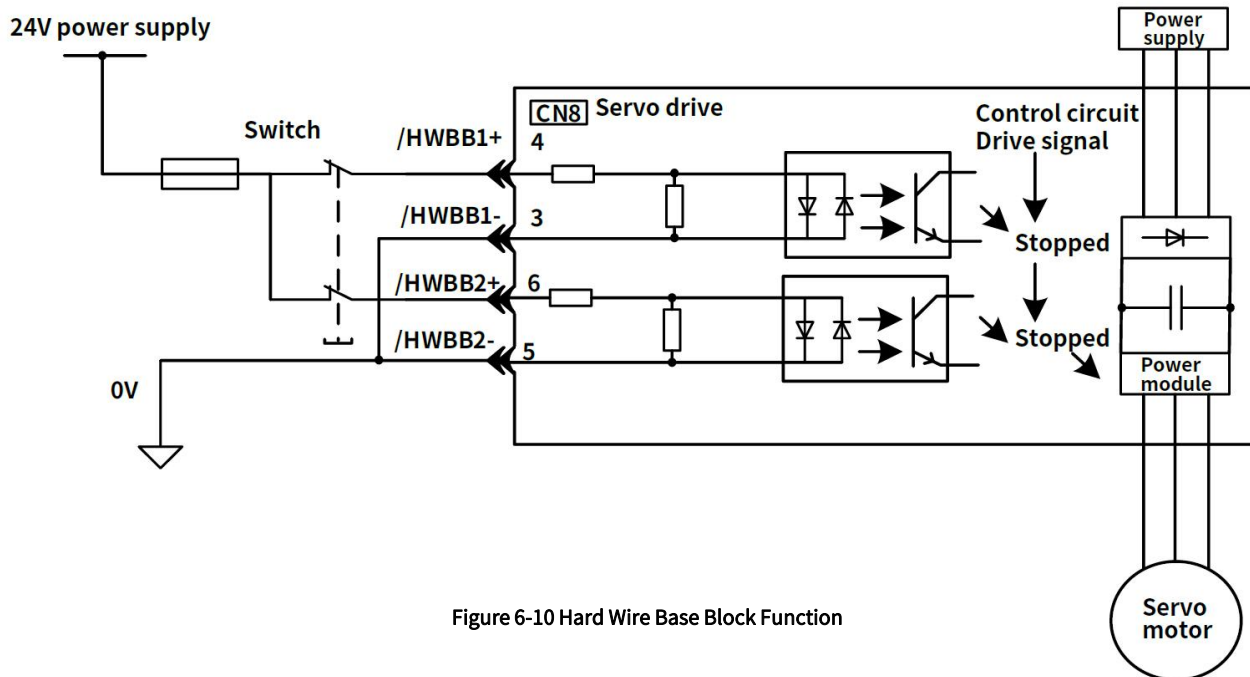 24V power supply
Power
supply
CN8 Servo drive
Control circuit
Drive signal
Switch
/HWBB1+
4
/HWBB1-
3
Stopped
/HWBB2+
6
/HWBB2-
5
Stopped
0V
Power
module
Figure 6-10 Hard Wire Base Block Function
Servo
motor